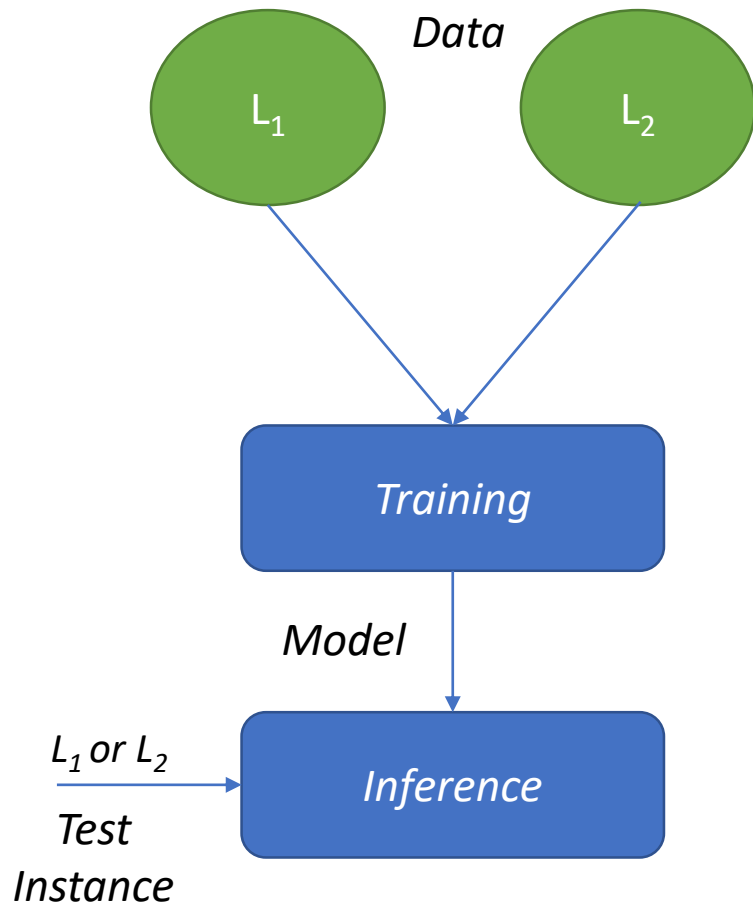 Data
L₁
L₂
Training
Model
L₁ or L₂
Inference
Test
Instance